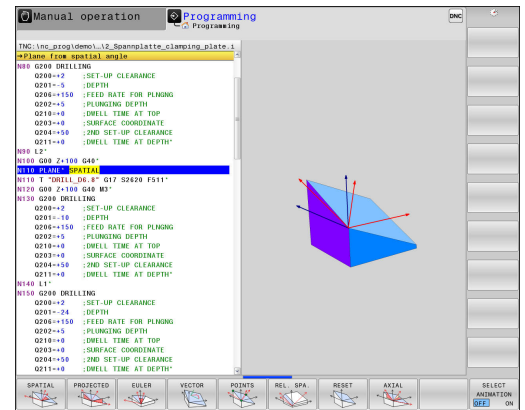 Manual operation
Programming
Programming
DNC
TNC:\nc_prog\demo\…\2_Spannplatte_clamping_plate.i
→Plane from spatial angle
N80 G200 DRILLING
Q200=+2 ;SET-UP CLEARANCE
Q201=-5 ;DEPTH
Q206=+150 ;FEED RATE FOR PLNGNG
Q202=+5 ;PLUNGING DEPTH
Q210=+0 ;DWELL TIME AT TOP
Q203=+0 ;SURFACE COORDINATE
Q204=+50 ;2ND SET-UP CLEARANCE
Q211=+0 ;DWELL TIME AT DEPTH*
N90 L2*
N100 G00 Z+100 G40*
N110 PLANE* SPATIAL
N110 T "DRILL_D6.8" G17 S2620 F511*
N120 G00 Z+100 G40 M3*
N130 G200 DRILLING
Q200=+2 ;SET-UP CLEARANCE
Q201=-10 ;DEPTH
Q206=+150 ;FEED RATE FOR PLNGNG
Q202=+5 ;PLUNGING DEPTH
Q210=+0 ;DWELL TIME AT TOP
Q203=+0 ;SURFACE COORDINATE
Q204=+50 ;2ND SET-UP CLEARANCE
Q211=+0 ;DWELL TIME AT DEPTH*
N140 L1*
N150 G200 DRILLING
Q200=+2 ;SET-UP CLEARANCE
Q201=-24 ;DEPTH
Q206=+150 ;FEED RATE FOR PLNGNG
Q202=+5 ;PLUNGING DEPTH
Q210=+0 ;DWELL TIME AT TOP
Q203=+0 ;SURFACE COORDINATE
Q204=+50 ;2ND SET-UP CLEARANCE
Q211=+0 ;DWELL TIME AT DEPTH*
SPATIAL PROJECTED EULER VECTOR POINTS REL. SPA. RESET AXIAL
SELECT
ANIMATION
OFF ON